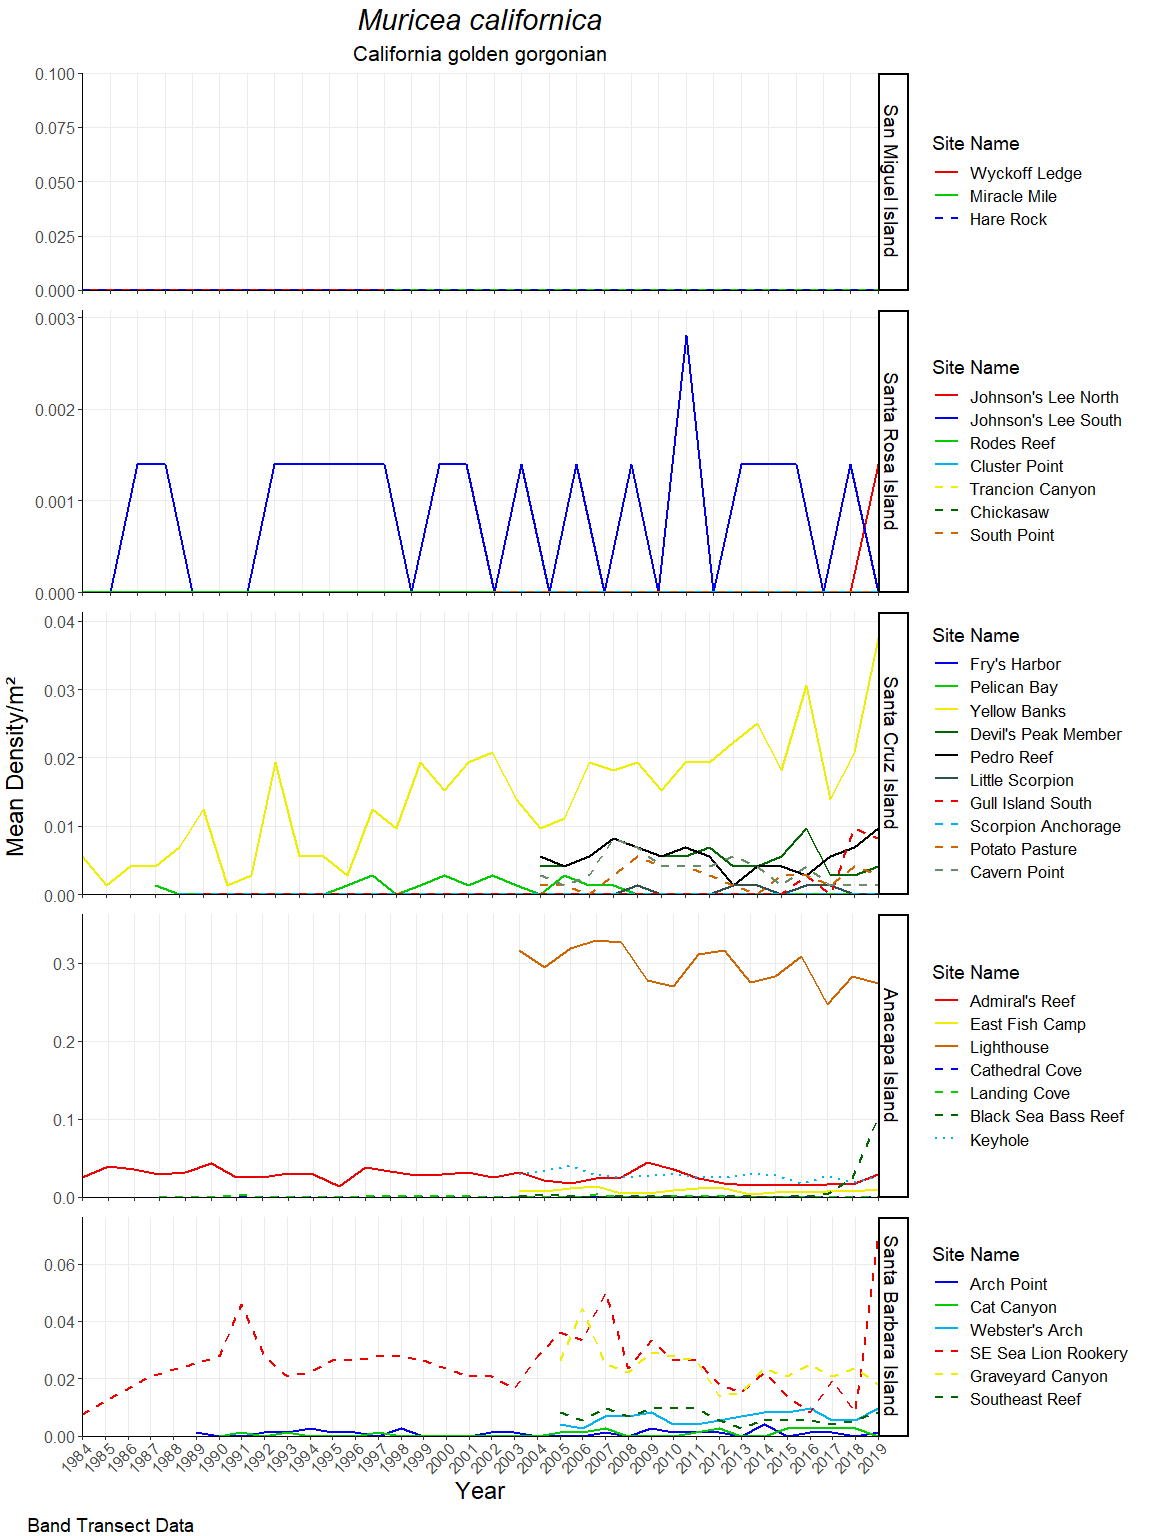 Muricea californica
California golden gorgonian
Mean Density/m²
0.100
0.075
0.050
0.025
0.000
San Miguel Island
Site Name
Wyckoff Ledge
Miracle Mile
Hare Rock
0.003
0.002
0.001
0.000
Santa Rosa Island
Site Name
Johnson's Lee North
Johnson's Lee South
Rodes Reef
Cluster Point
Trancion Canyon
Chickasaw
South Point
0.04
0.03
0.02
0.01
0.00
Santa Cruz Island
Site Name
Fry's Harbor
Pelican Bay
Yellow Banks
Devil's Peak Member
Pedro Reef
Little Scorpion
Gull Island South
Scorpion Anchorage
Potato Pasture
Cavern Point
0.3
0.2
0.1
0.0
Anacapa Island
Site Name
Admiral's Reef
East Fish Camp
Lighthouse
Cathedral Cove
Landing Cove
Black Sea Bass Reef
Keyhole
0.06
0.04
0.02
0.00
Santa Barbara Island
Site Name
Arch Point
Cat Canyon
Webster's Arch
SE Sea Lion Rookery
Graveyard Canyon
Southeast Reef
1984 1985 1986 1987 1988 1989 1990 1991 1992 1993 1994 1995 1996 1997 1998 1999 2000 2001 2002 2003 2004 2005 2006 2007 2008 2009 2010 2011 2012 2013 2014 2015 2016 2017 2018 2019
Year
Band Transect Data